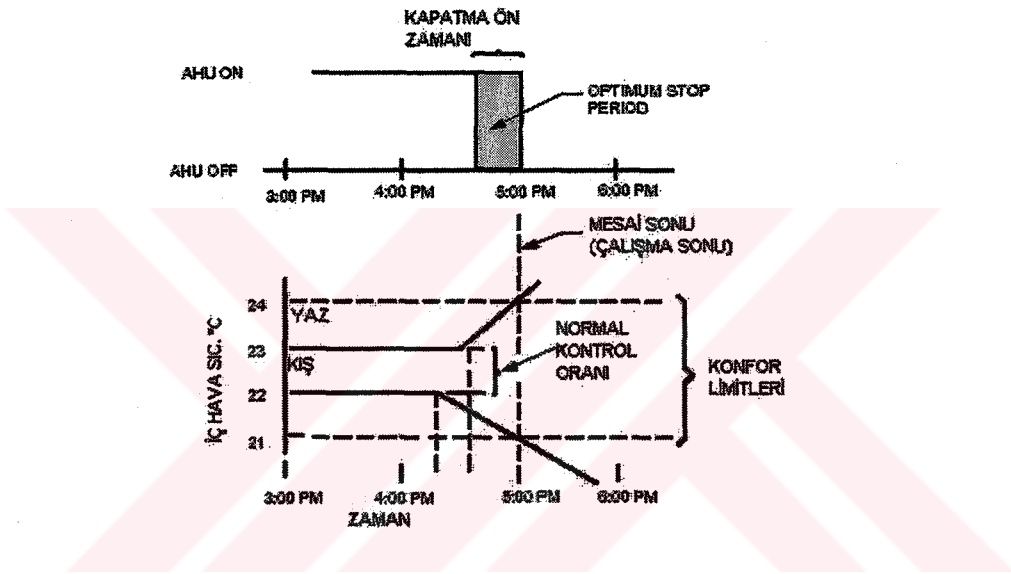 KAPATMA ÖN
ZAMANI
AHU ON
OPTIMUM STOP
PERIOD
AHU OFF
3:00 PM
4:00 PM
5:00 PM
6:00 PM
MESAİ SONU
(ÇALIŞMA SONU)
24
YAZ
NORMAL
KONTROL
ORANI
23
KIŞ
KONFOR
LİMİTLERİ
22
İÇ HAVA SIC. °C
21
3:00 PM
4:00 PM
5:00 PM
6:00 PM
ZAMAN